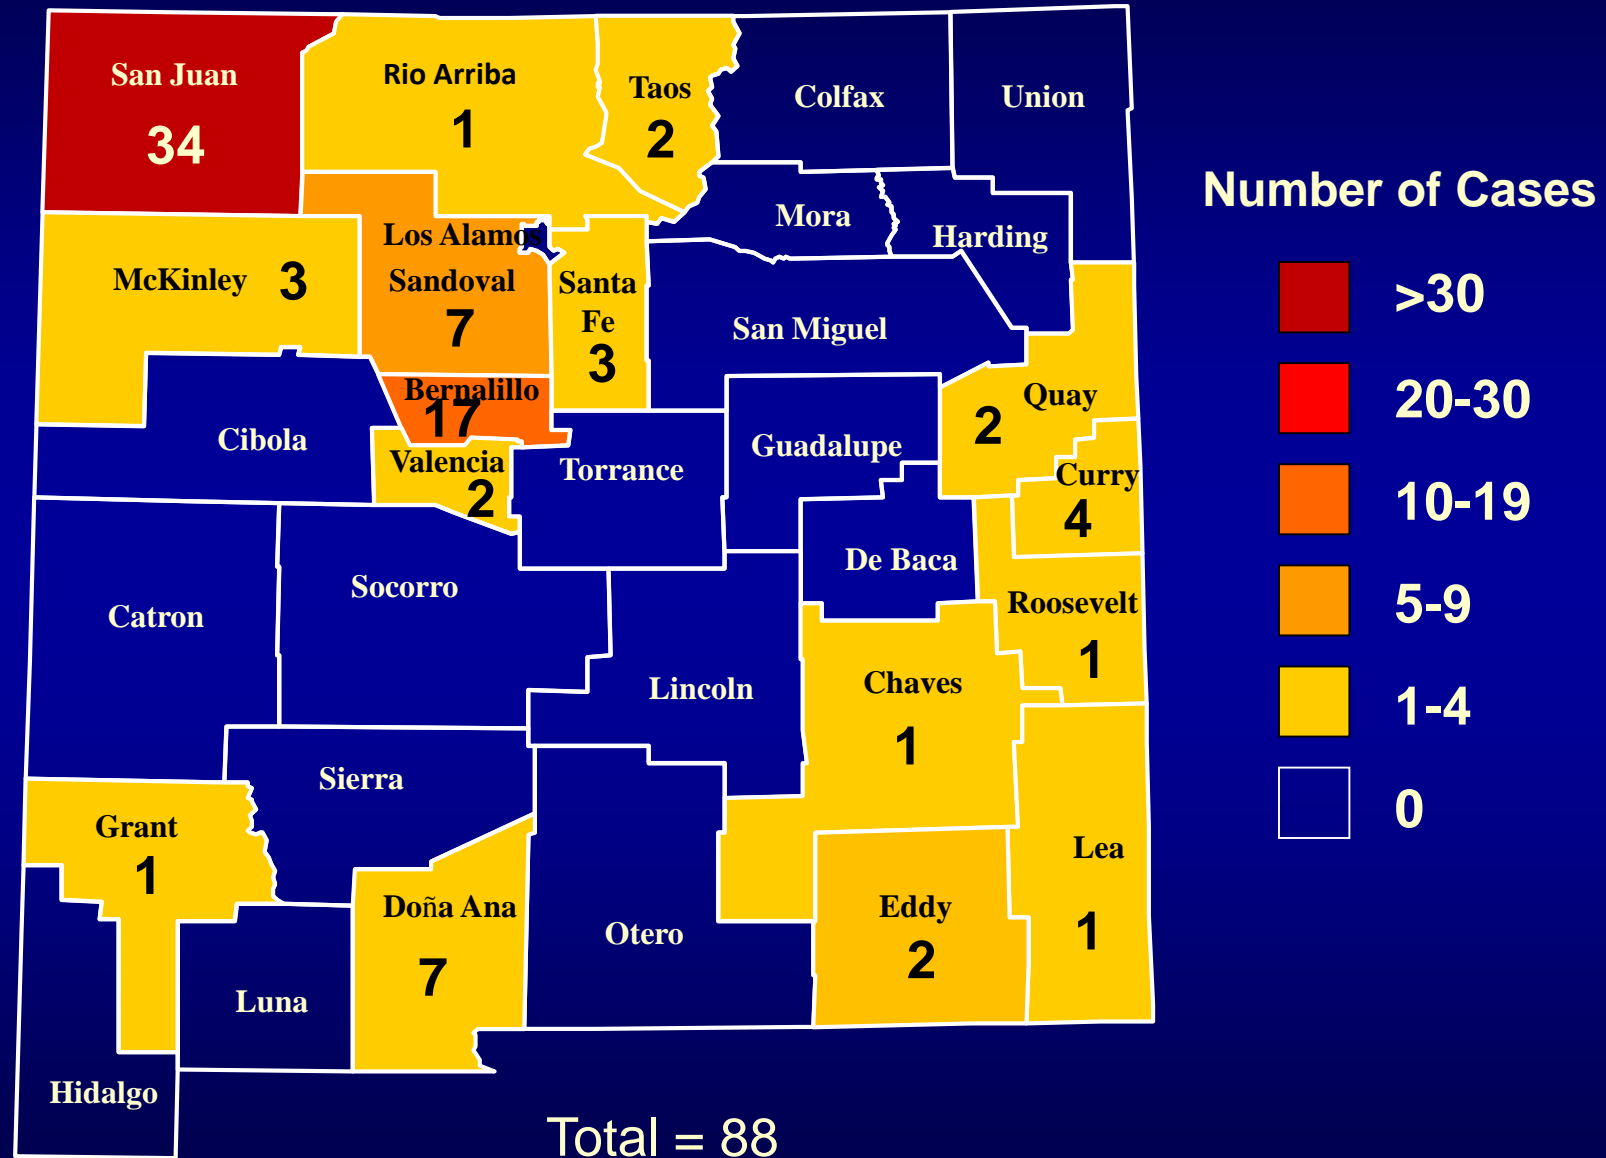 San Juan
34
Rio Arriba
1
Taos
2
Colfax
Union
Mora
Harding
Los Alamos
McKinley 3
Sandoval
7
Santa
Fe
3
San Miguel
Bernalillo
17
Quay
2
Cibola
Guadalupe
Valencia
2
Torrance
Curry
4
De Baca
Socorro
Catron
Roosevelt
1
Lincoln
Chaves
1
Sierra
Grant
1
Lea
1
Doña Ana
7
Otero
Eddy
2
Luna
Hidalgo
Total = 88
Number of Cases
>30
20-30
10-19
5-9
1-4
0